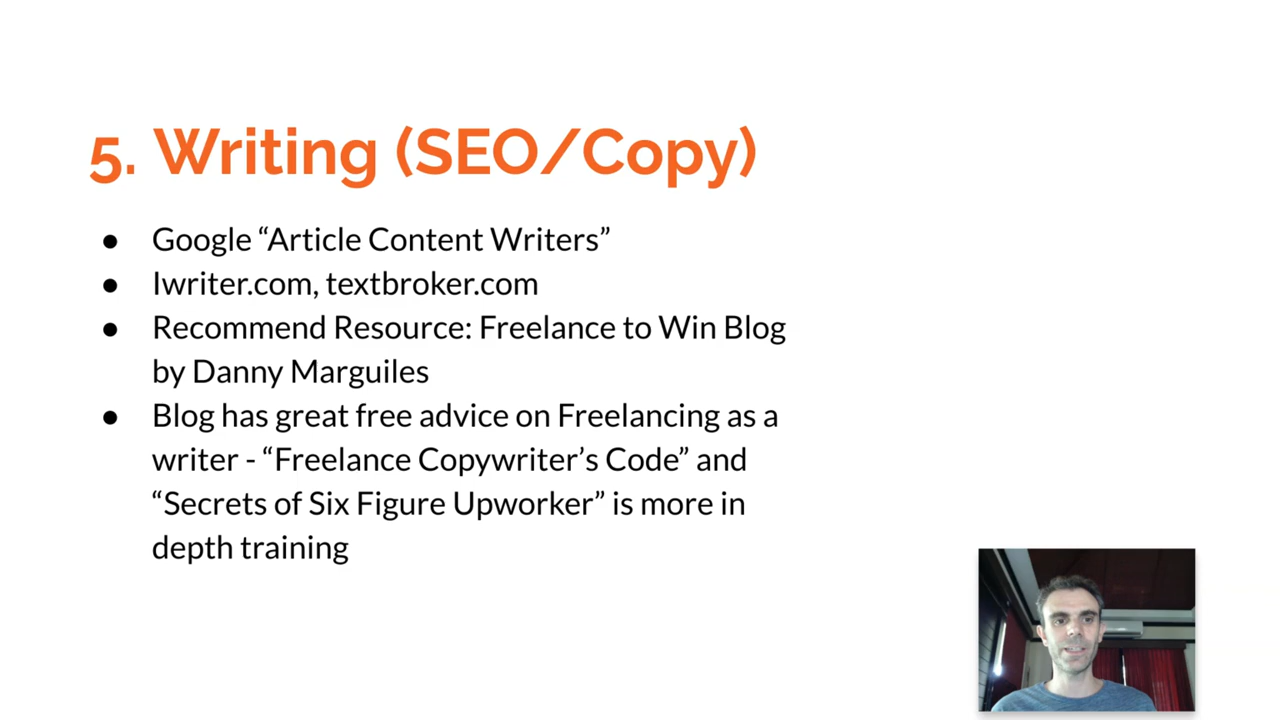 5. Writing (SEO/Copy)
● Google “Article Content Writers”
● Iwriter.com, textbroker.com
● Recommend Resource: Freelance to Win Blog
by Danny Marguiles
● Blog has great free advice on Freelancing as a
writer - “Freelance Copywriter’s Code” and
“Secrets of Six Figure Upworker” is more in
depth training